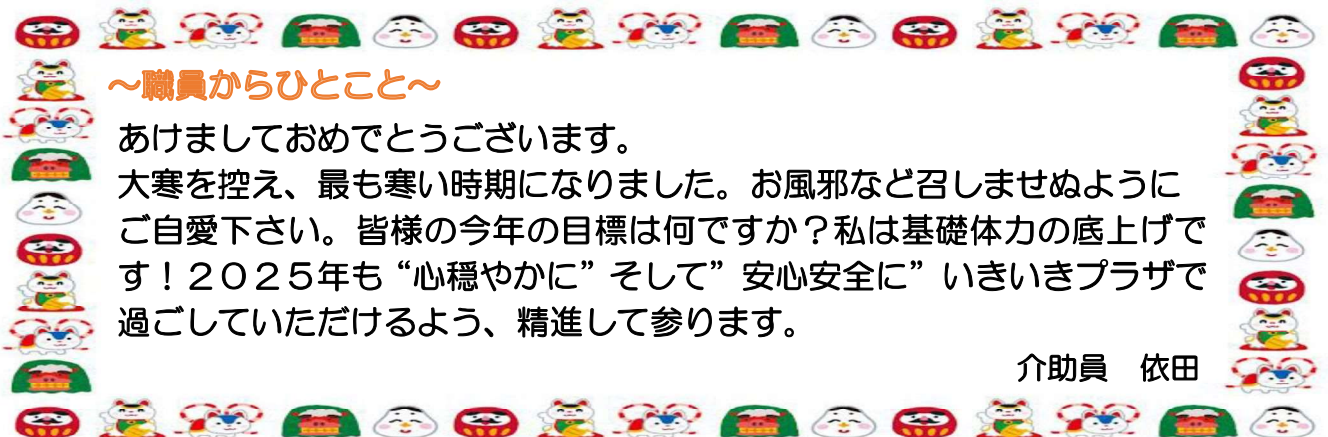 ～職員からひとこと～
あけましておめでとうございます。
大寒を控え、最も寒い時期になりました。お風邪など召しませぬように
ご自愛下さい。皆様の今年の目標は何ですか？私は基礎体力の底上げで
す！２０２５年も“心穏やかに”そして”安心安全に”いきいきプラザで
過ごしていただけるよう、精進して参ります。
介助員　依田